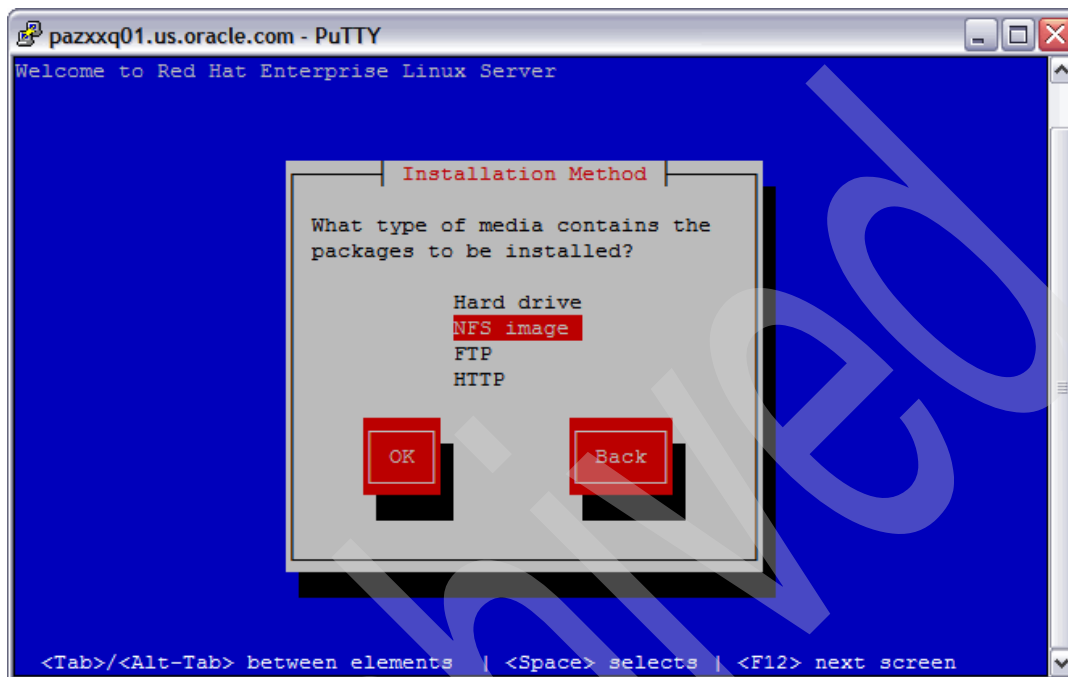 pazxxq01.us.oracle.com - PuTTY
Welcome to Red Hat Enterprise Linux Server
Installation Method
What type of media contains the
packages to be installed?
Hard drive
NFS image
FTP
HTTP
OK Back
<Tab>/<Alt-Tab> between elements | <Space> selects | <F12> next screen